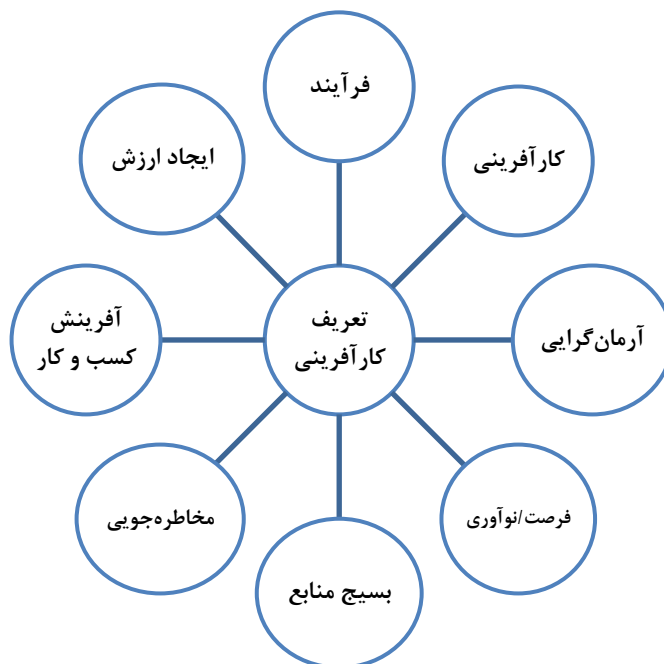 فرآیند
کارآفرینی
ایجاد ارزش
تعریف
کارآفرینی
آرمان‌گرایی
آفرینش
کسب و کار
فرصت/نوآوری
مخاطره‌جویی
بسیج منابع